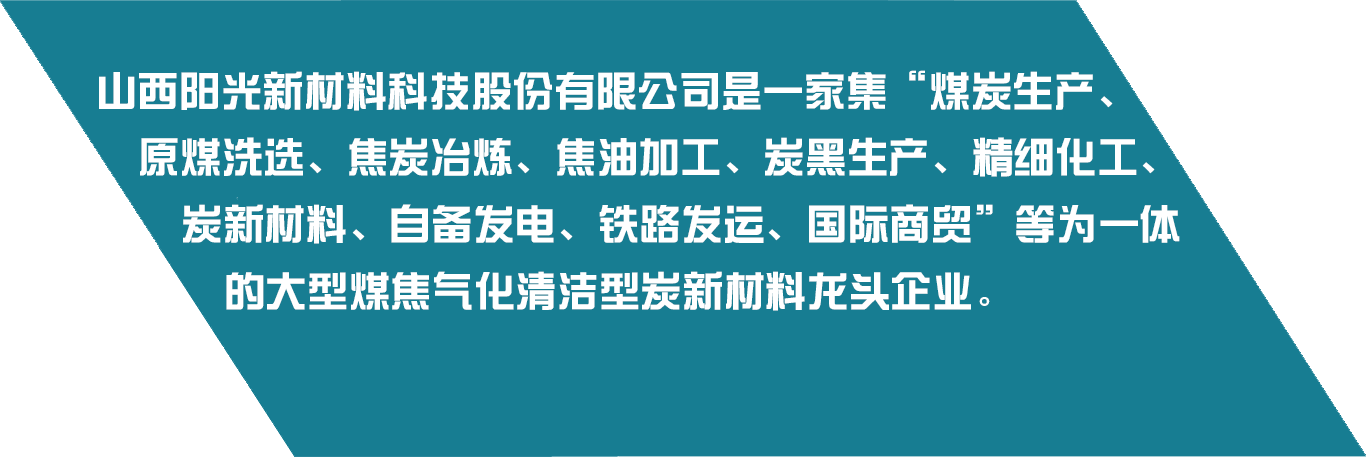 山西阳光新材料科技股份有限公司是一家集“煤炭生产、
原煤洗选、焦炭冶炼、焦油加工、炭黑生产、精细化工、
炭新材料、自备发电、铁路发运、国际商贸”等为一体
的大型煤焦气化清洁型炭新材料龙头企业。